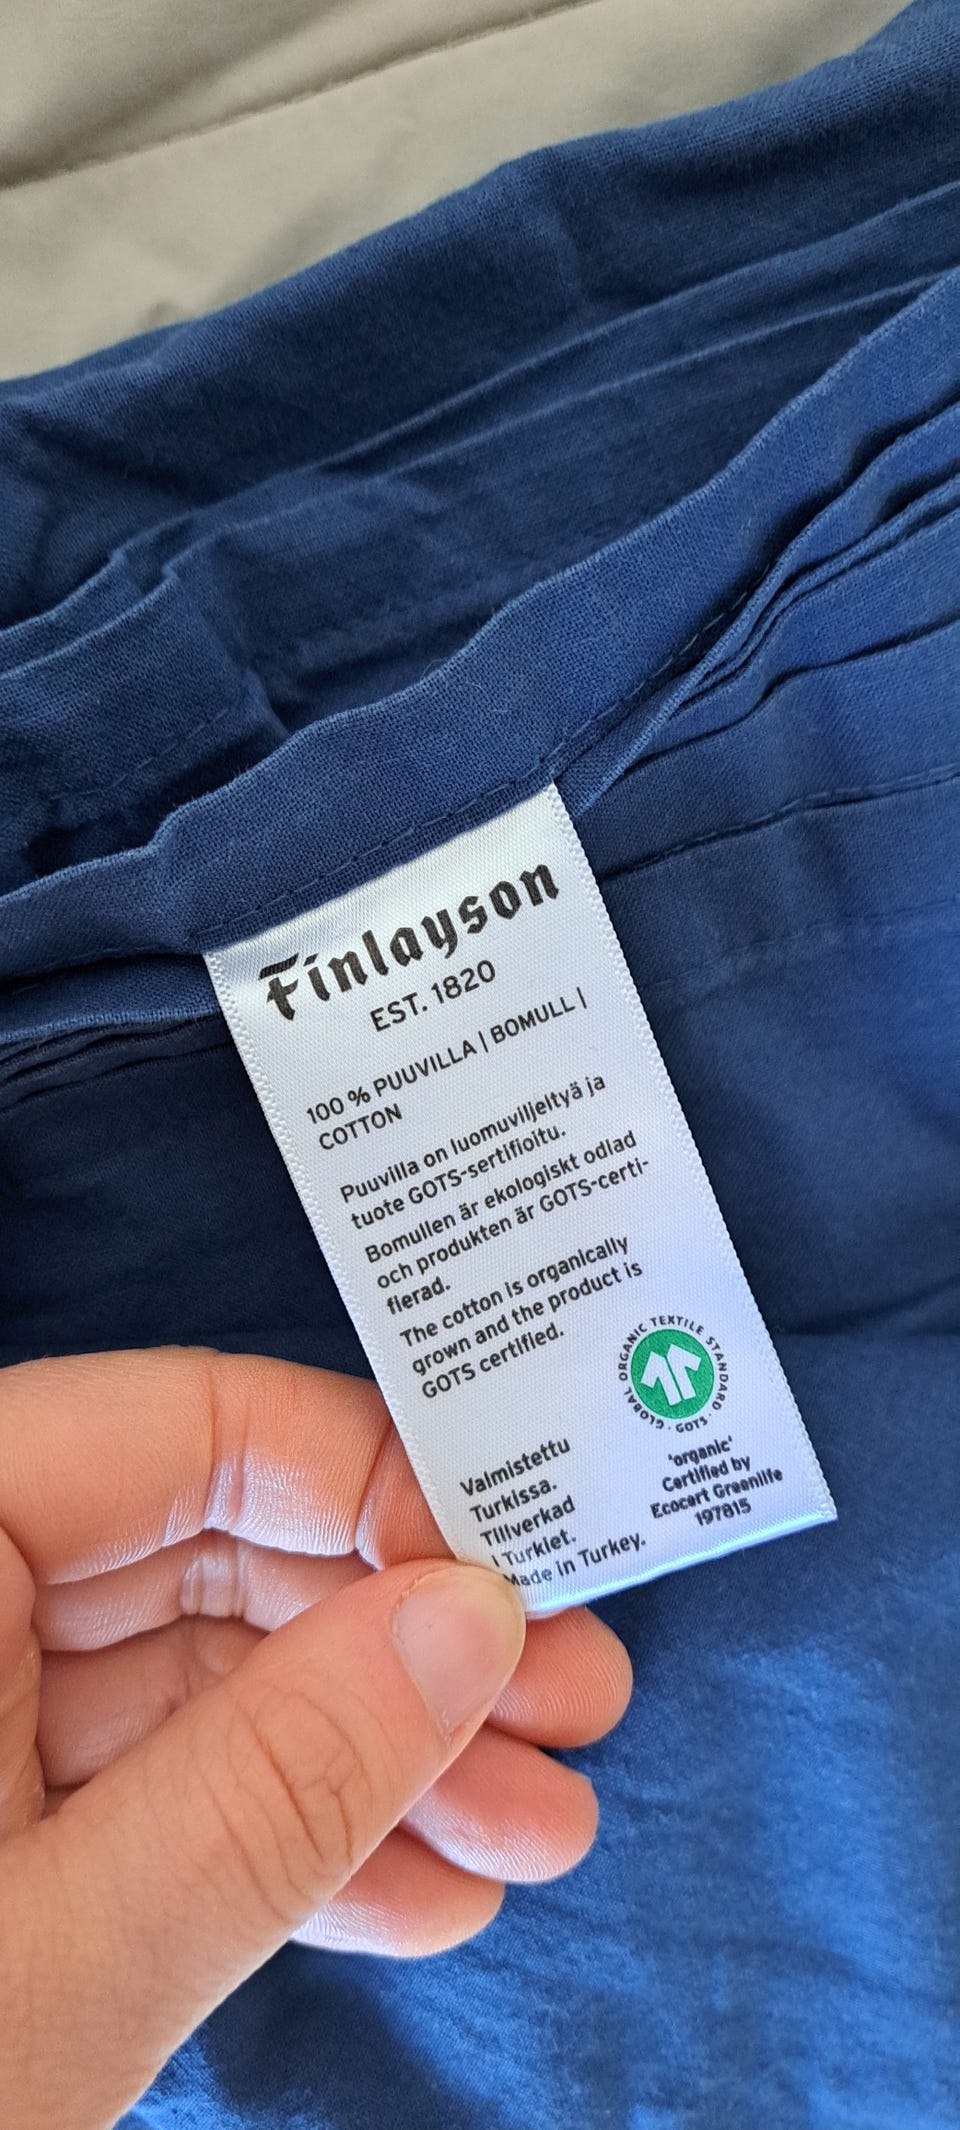 Finlayson
EST. 1820
100 % PUUVILLA | BOMULL |
COTTON
Puuvilla on luomuviljeltyä ja
tuote GOTS-sertifioitu.
Bomullen är ekologiskt odlad
och produkten är GOTS-certi-
fierad.
The cotton is organically
grown and the product is
GOTS certified.
GLOBAL ORGANIC TEXTILE STANDARD · GOTS ·
Valmistettu
Turkissa.
Tillverkad
i Turkiet.
Made in Turkey.
'organic'
Certified by
Ecocert Greenlife
197815